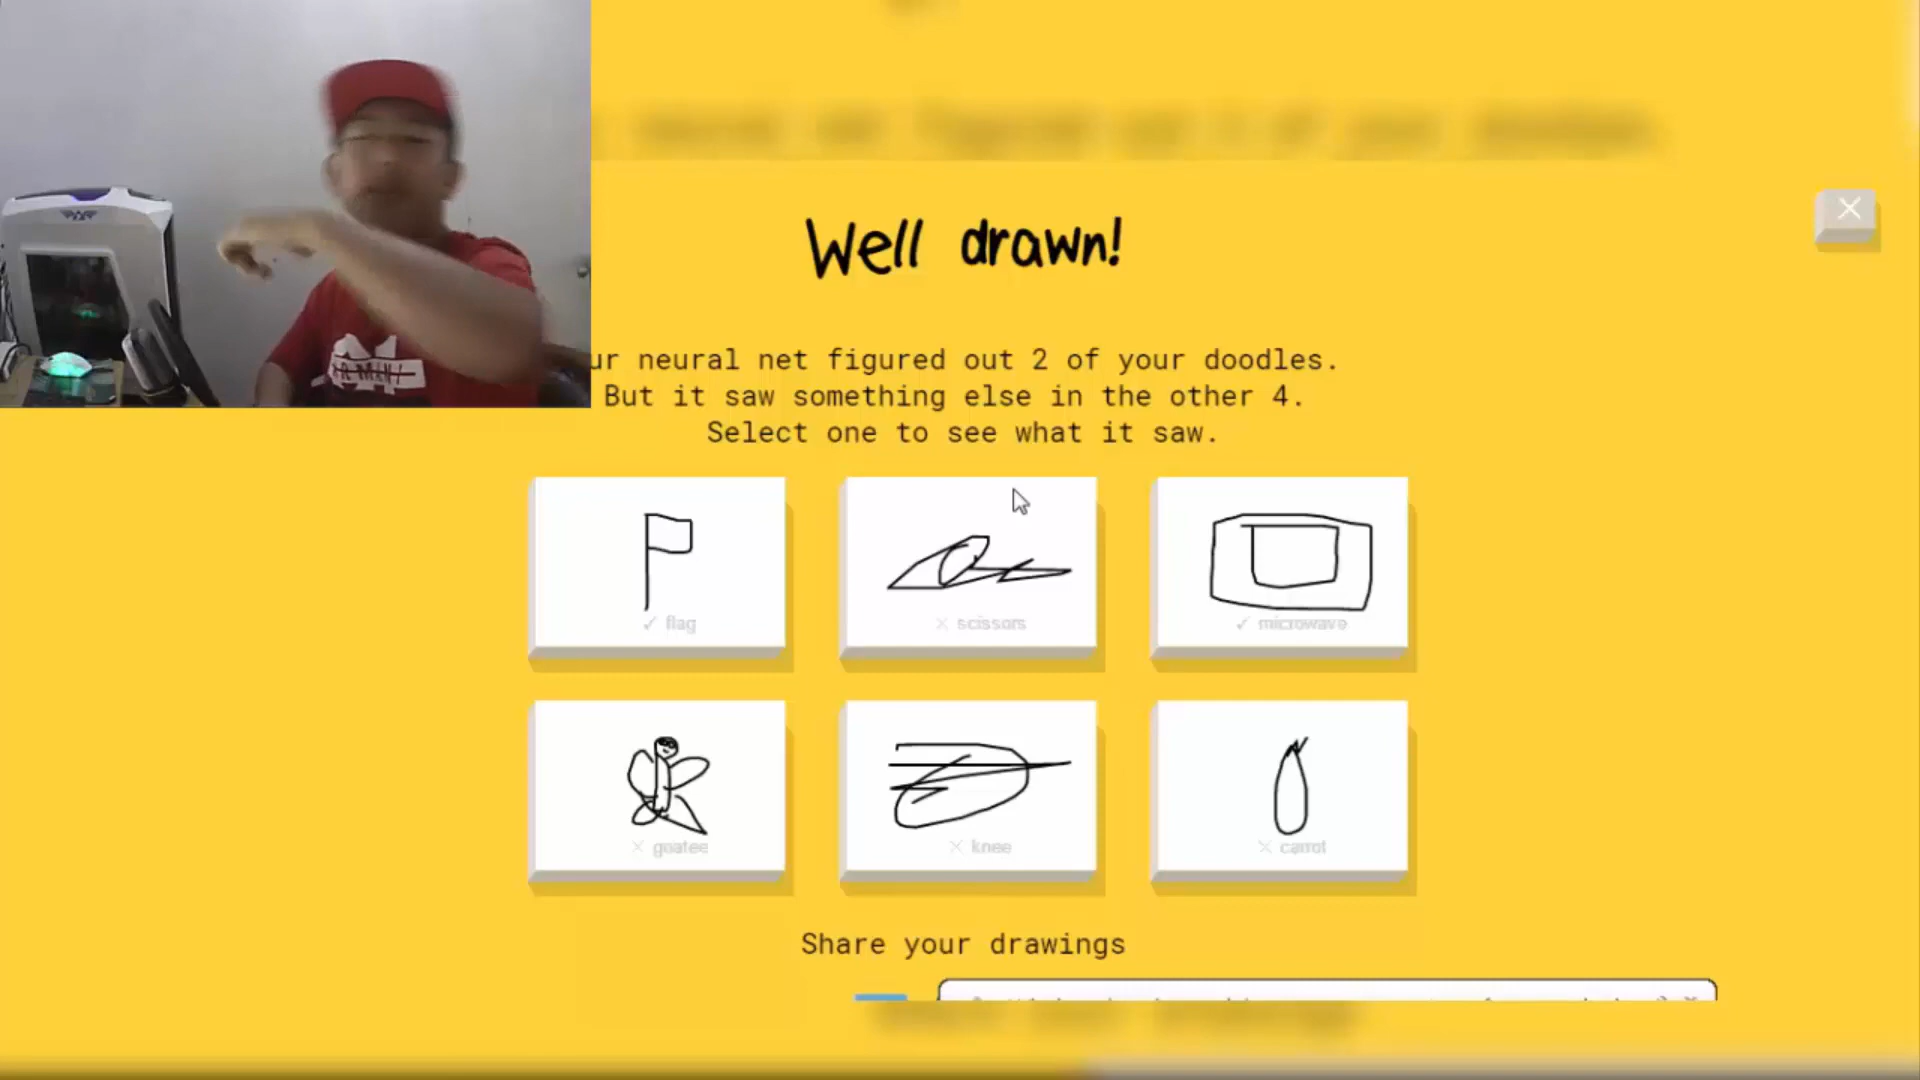 Well drawn!
ur neural net figured out 2 of your doodles.
But it saw something else in the other 4.
Select one to see what it saw.
✓ flag
× scissors
✓ microwave
× goatee
× knee
× carrot
Share your drawings